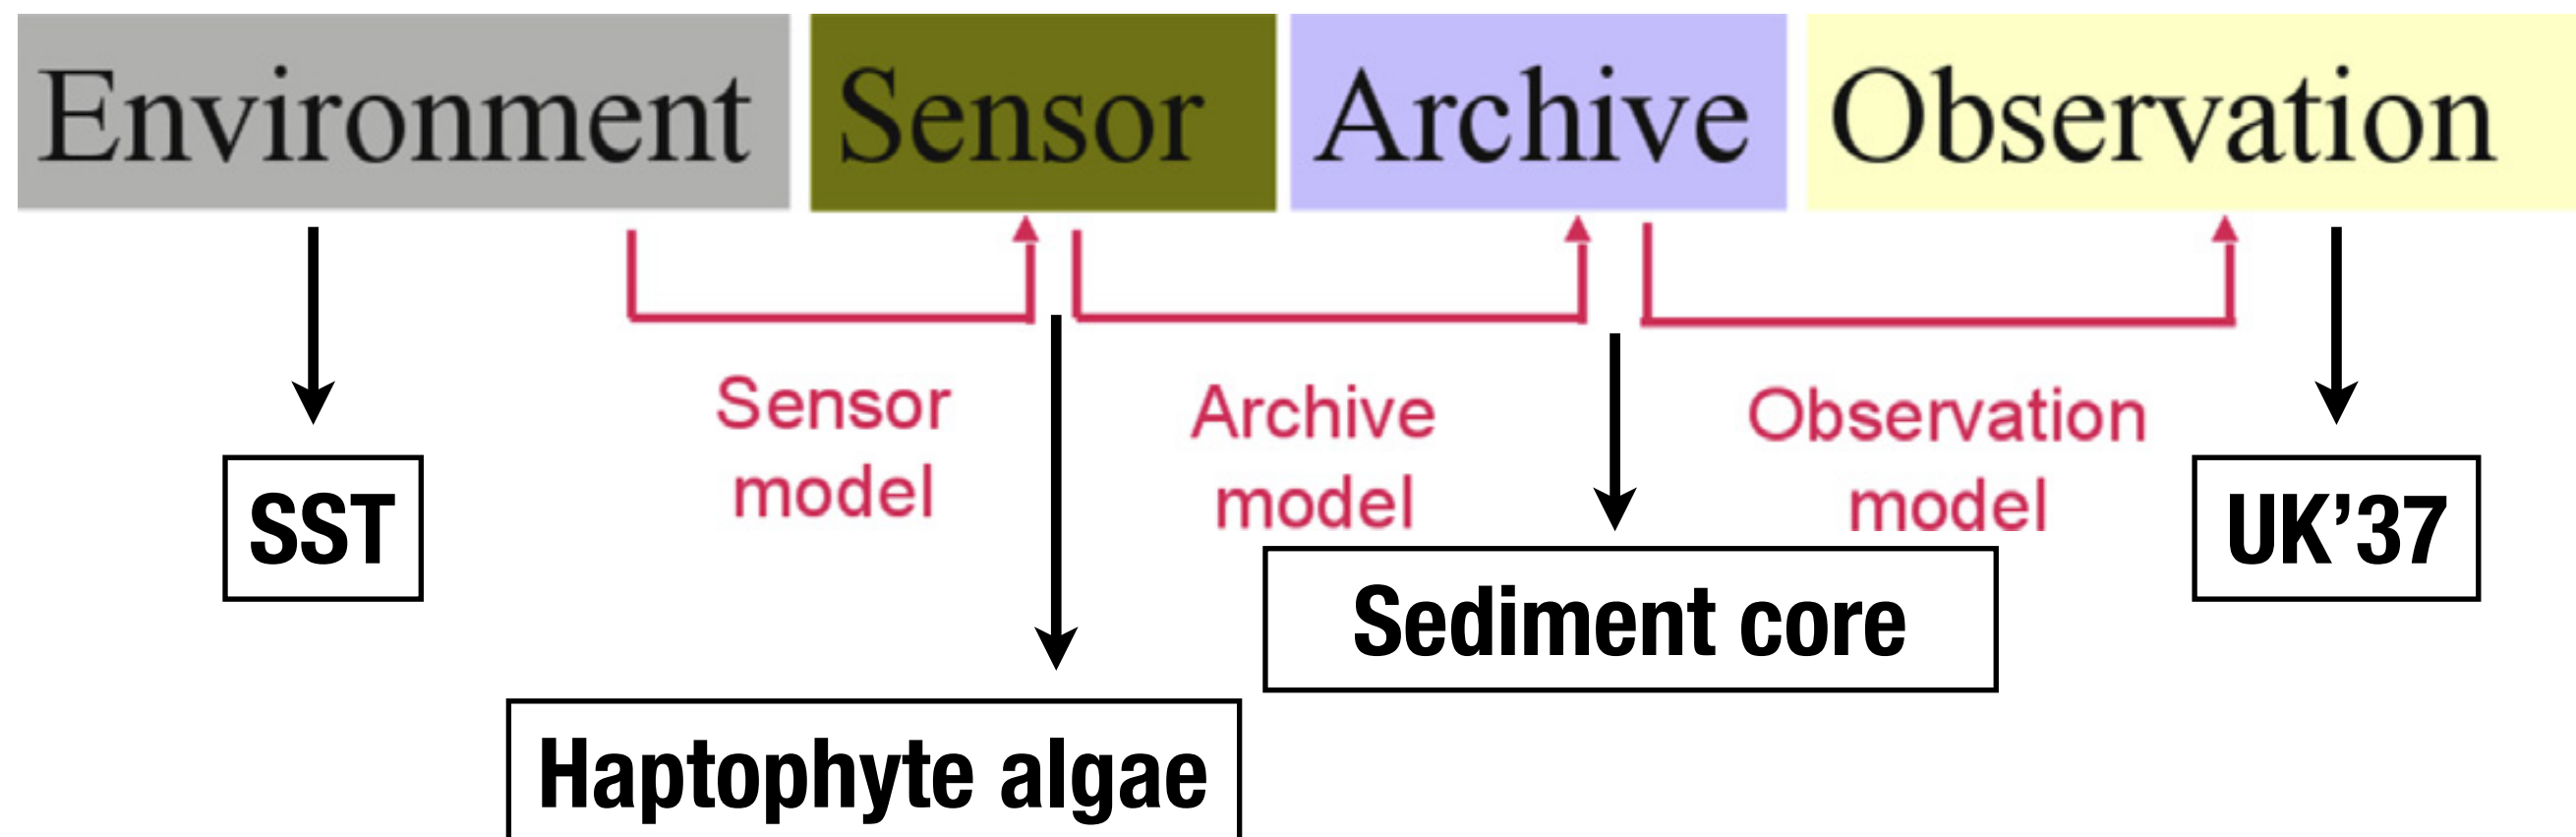 Environment Sensor Archive Observation
Sensor
model
Archive
model
Observation
model
SST
UK’37
Sediment core
Haptophyte algae